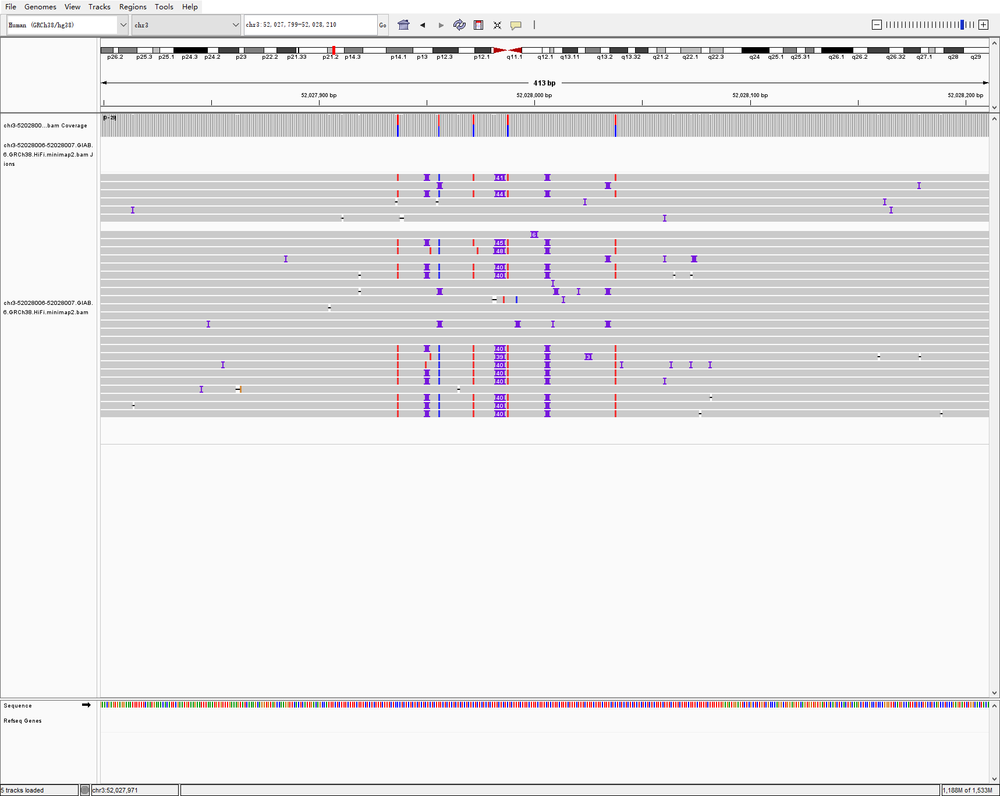 File Genomes View Tracks Regions Tools Help
Human (GRCh38/hg38) chr3 chr3:52,027,799-52,028,210 Go
p26.2 p25.3 p25.1 p24.3 p24.2 p23 p22.2 p21.33 p21.2 p14.3 p14.1 p13 p12.3 p12.1 q11.1 q12.1 q13.11 q13.2 q13.32 q21.2 q22.1 q22.3 q24 q25.1 q25.31 q26.1 q26.2 q26.32 q27.1 q28 q29
413 bp
52,027,900 bp 52,028,000 bp 52,028,100 bp 52,028,200 bp
[0 - 29]
chr3-5202800...bam Coverage
chr3-52028006-52028007.GIAB.
6.GRCh38.HiFi.minimap2.bam J
ions
41
44
6
45
48
40
40
chr3-52028006-52028007.GIAB.
6.GRCh38.HiFi.minimap2.bam
40
39 3
40
40
40
40
40
40
Sequence
Refseq Genes
5 tracks loaded chr3:52,027,971 1,188M of 1,533M